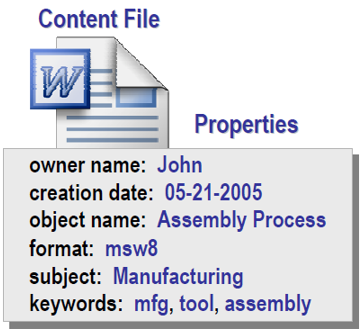 Content File
W
Properties
owner name: John
creation date: 05-21-2005
object name: Assembly Process
format: msw8
subject: Manufacturing
keywords: mfg, tool, assembly